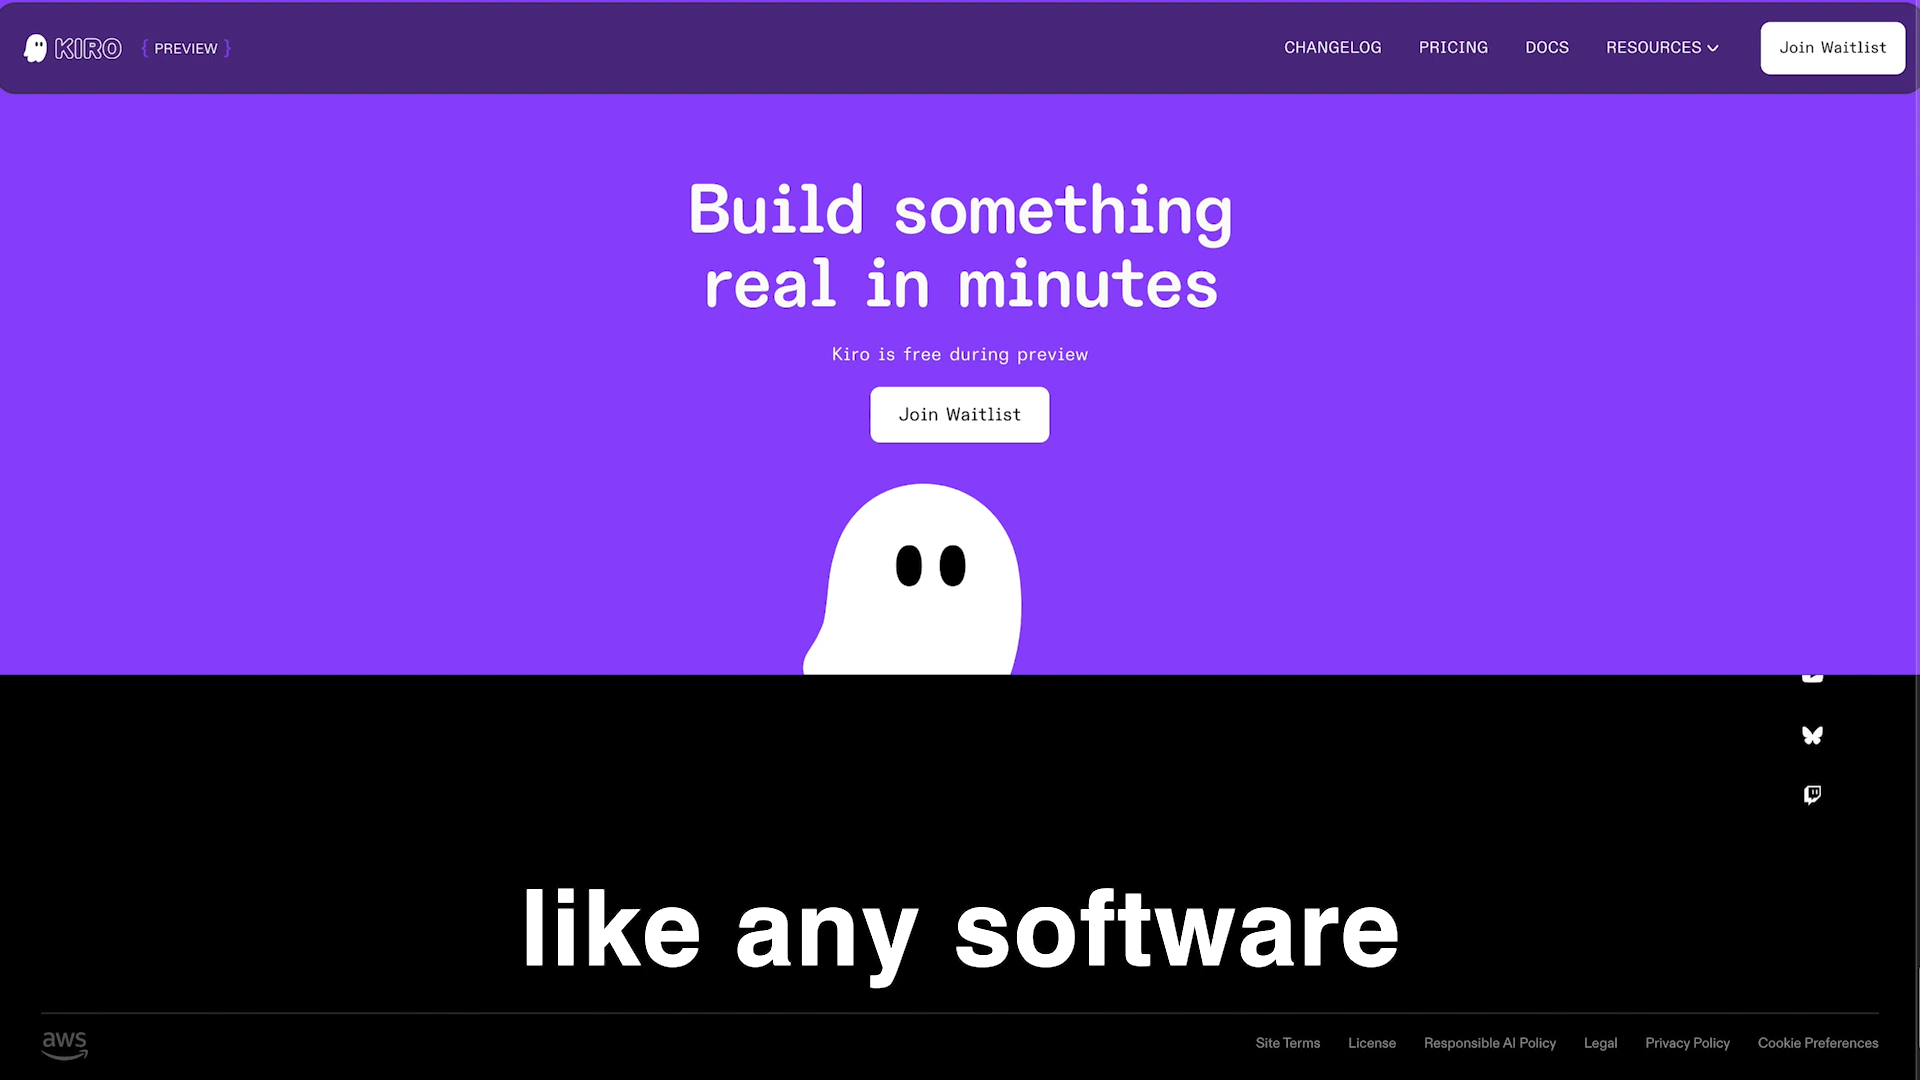 KIRO { PREVIEW } CHANGELOG PRICING DOCS RESOURCES Join Waitlist
Build something
real in minutes
Kiro is free during preview
Join Waitlist
like any software
aws Site Terms License Responsible AI Policy Legal Privacy Policy Cookie Preferences